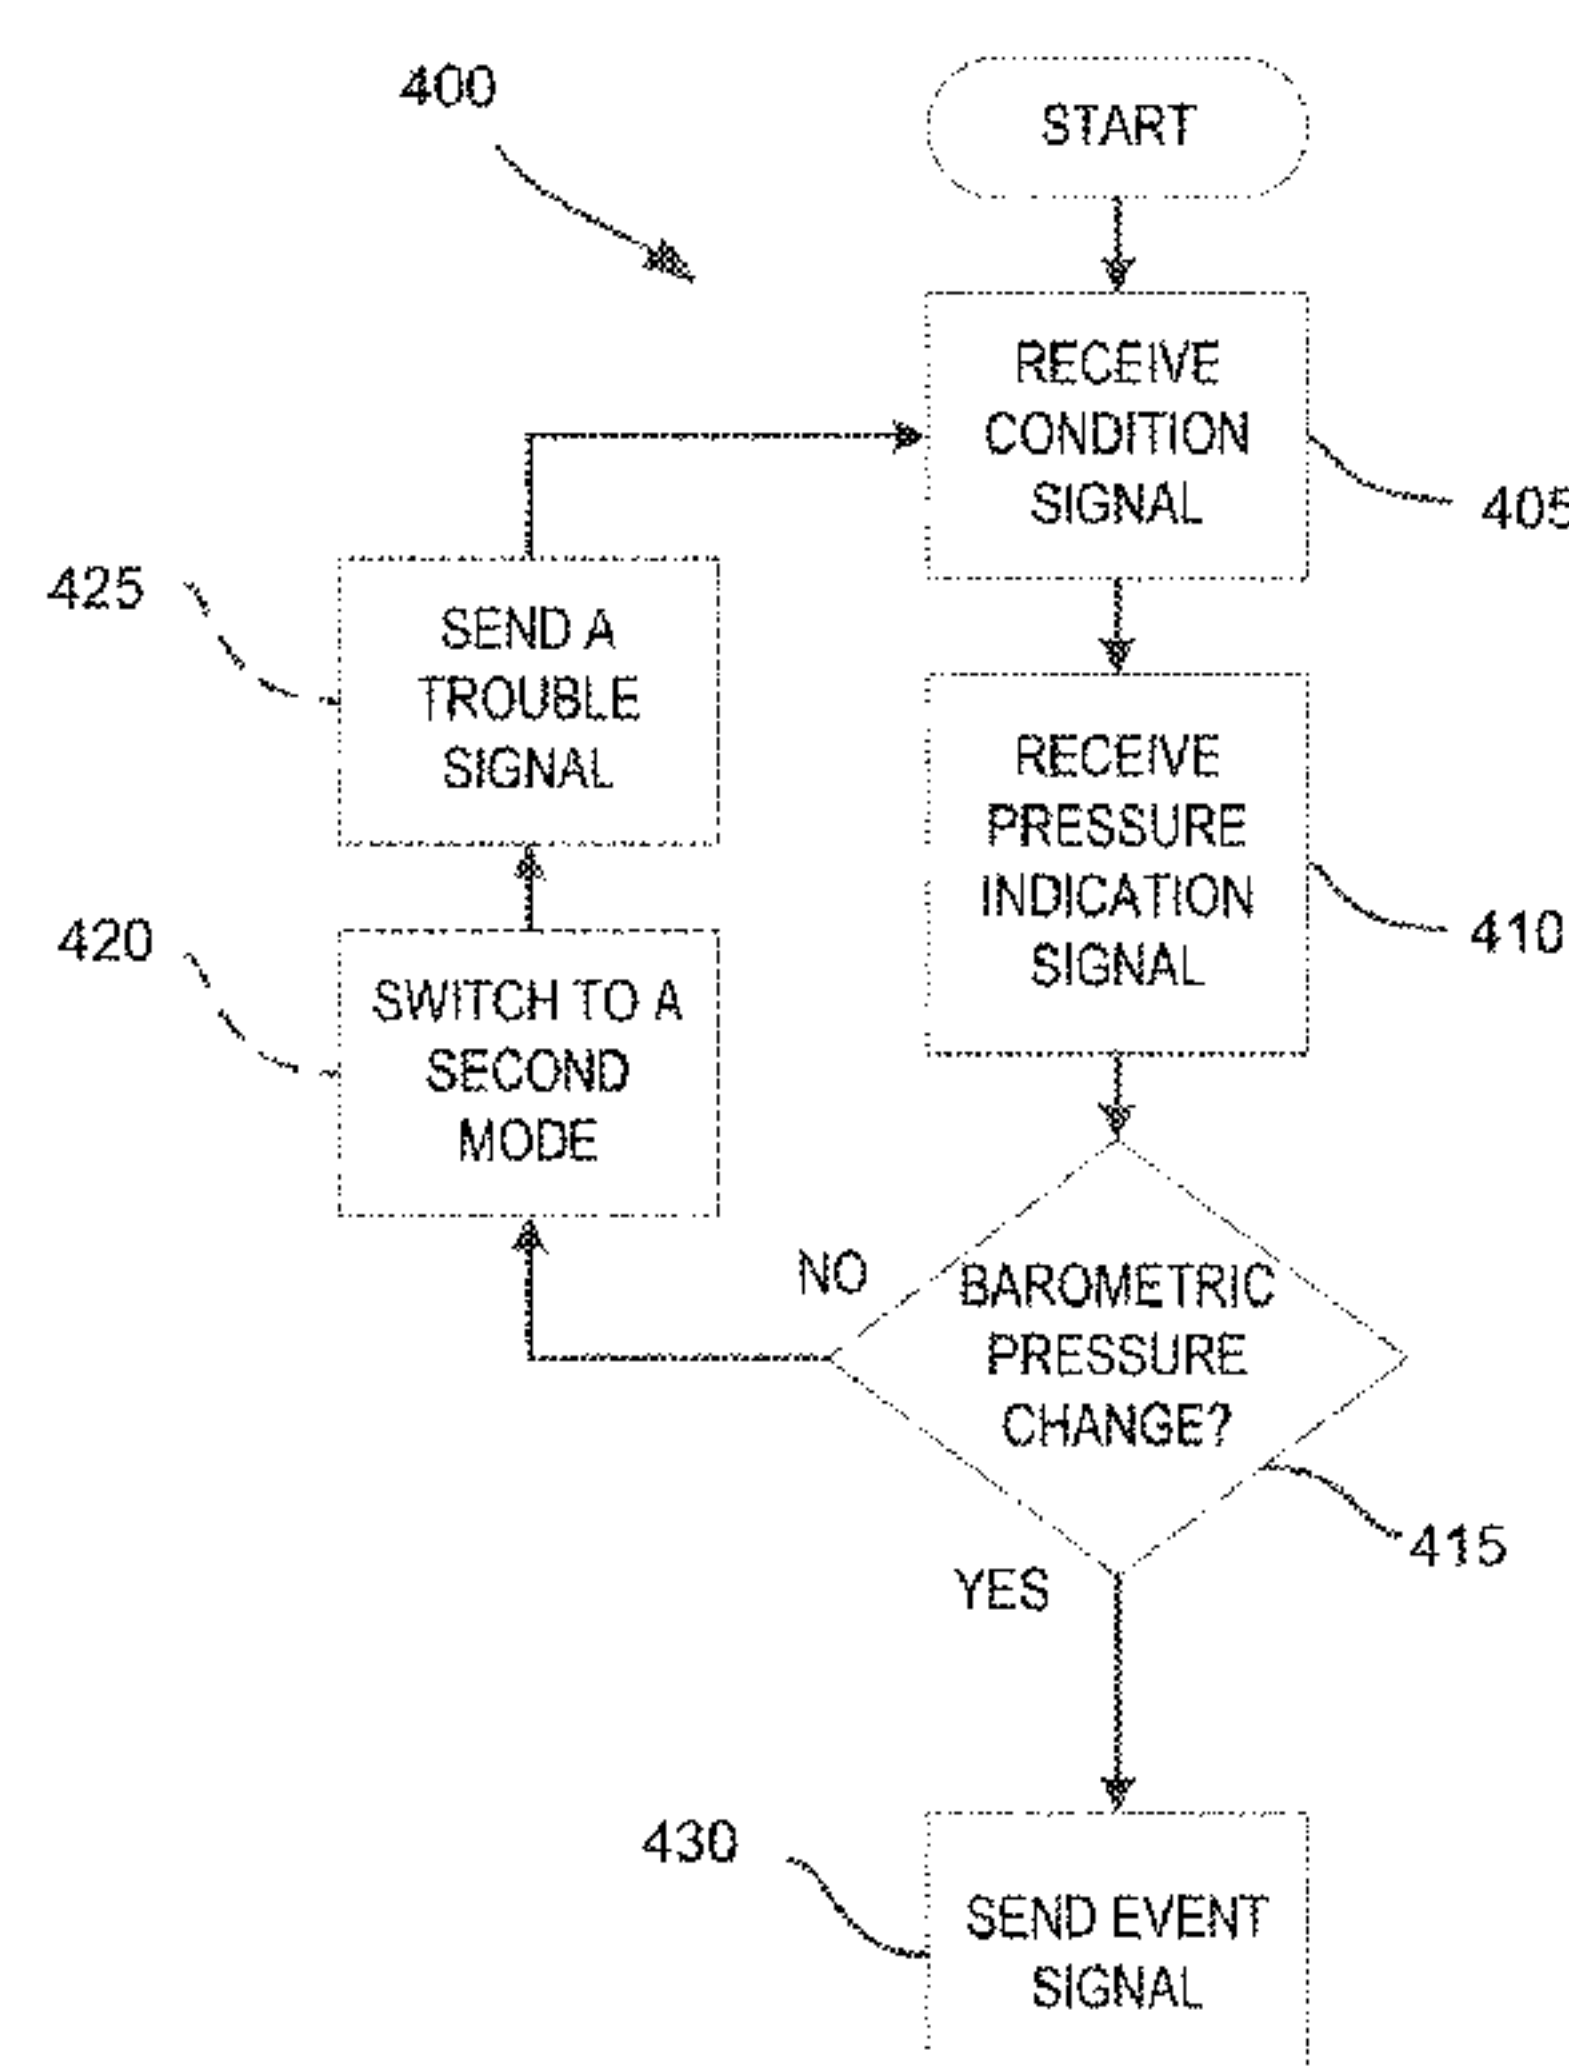 400
START
RECEIVE
CONDITION
SIGNAL
405
425
SEND A
TROUBLE
SIGNAL
RECEIVE
PRESSURE
INDICATION
SIGNAL
410
420
SWITCH TO A
SECOND
MODE
NO
BAROMETRIC
PRESSURE
CHANGE?
415
YES
430
SEND EVENT
SIGNAL